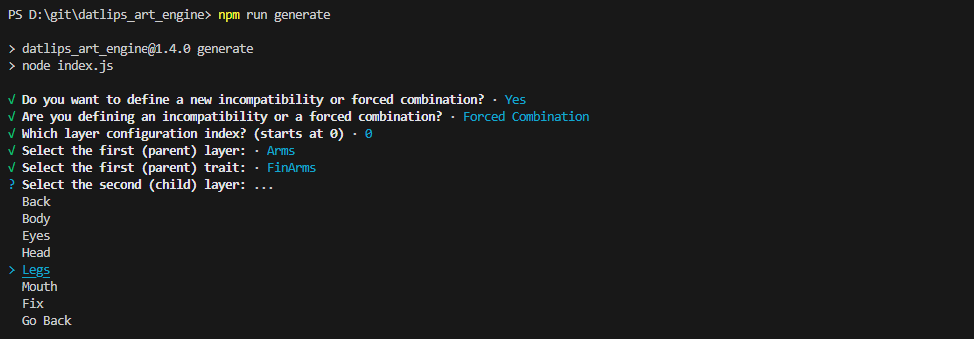 PS D:\git\datlips_art_engine> npm run generate
> datlips_art_engine@1.4.0 generate
> node index.js
√ Do you want to define a new incompatibility or forced combination? · Yes
√ Are you defining an incompatibility or a forced combination? · Forced Combination
√ Which layer configuration index? (starts at 0) · 0
√ Select the first (parent) layer: · Arms
√ Select the first (parent) trait: · FinArms
? Select the second (child) layer: ...
Back
Body
Eyes
Head
> Legs
Mouth
Fix
Go Back